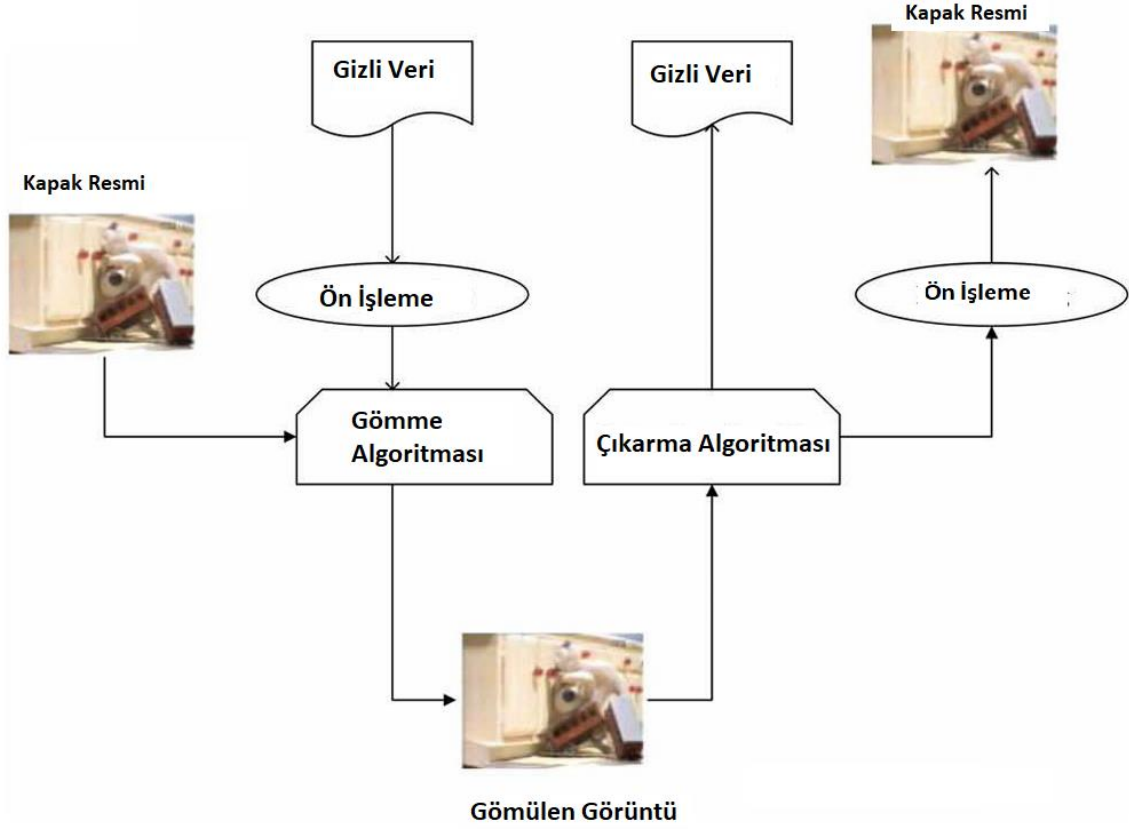 Kapak Resmi
Gizli Veri
Gizli Veri
Kapak Resmi
Ön İşleme
Ön İşleme
;
Gömme
Algoritması
Çıkarma Algoritması
Gömülen Görüntü